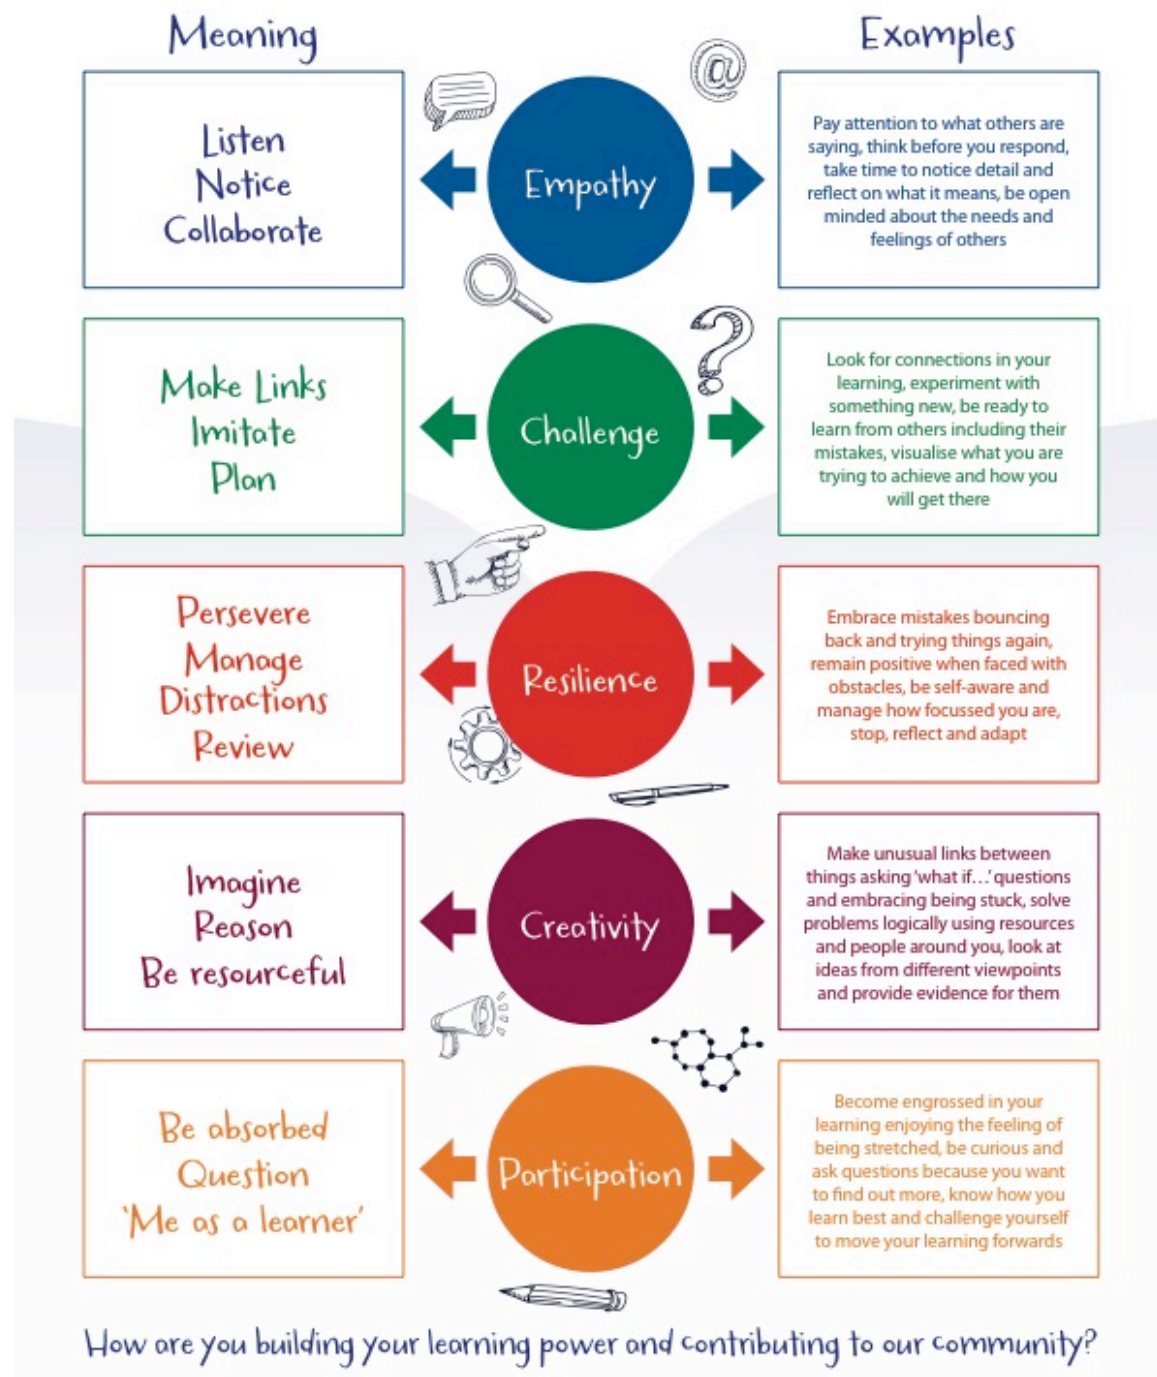 Meaning
Examples
Listen
Notice
Collaborate
Empathy
Pay attention to what others are
saying, think before you respond,
take time to notice detail and
reflect on what it means, be open
minded about the needs and
feelings of others
@
Make Links
Imitate
Plan
Challenge
?
Look for connections in your
learning, experiment with
something new, be ready to
learn from others including their
mistakes, visualise what you are
trying to achieve and how you
will get there
Persevere
Manage
Distractions
Review
Resilience
Embrace mistakes bouncing
back and trying things again,
remain positive when faced with
obstacles, be self-aware and
manage how focussed you are,
stop, reflect and adapt
Imagine
Reason
Be resourceful
Creativity
Make unusual links between
things asking 'what if…' questions
and embracing being stuck, solve
problems logically using resources
and people around you, look at
ideas from different viewpoints
and provide evidence for them
Be absorbed
Question
'Me as a learner'
Participation
Become engrossed in your
learning enjoying the feeling of
being stretched, be curious and
ask questions because you want
to find out more, know how you
learn best and challenge yourself
to move your learning forwards
How are you building your learning power and contributing to our community?